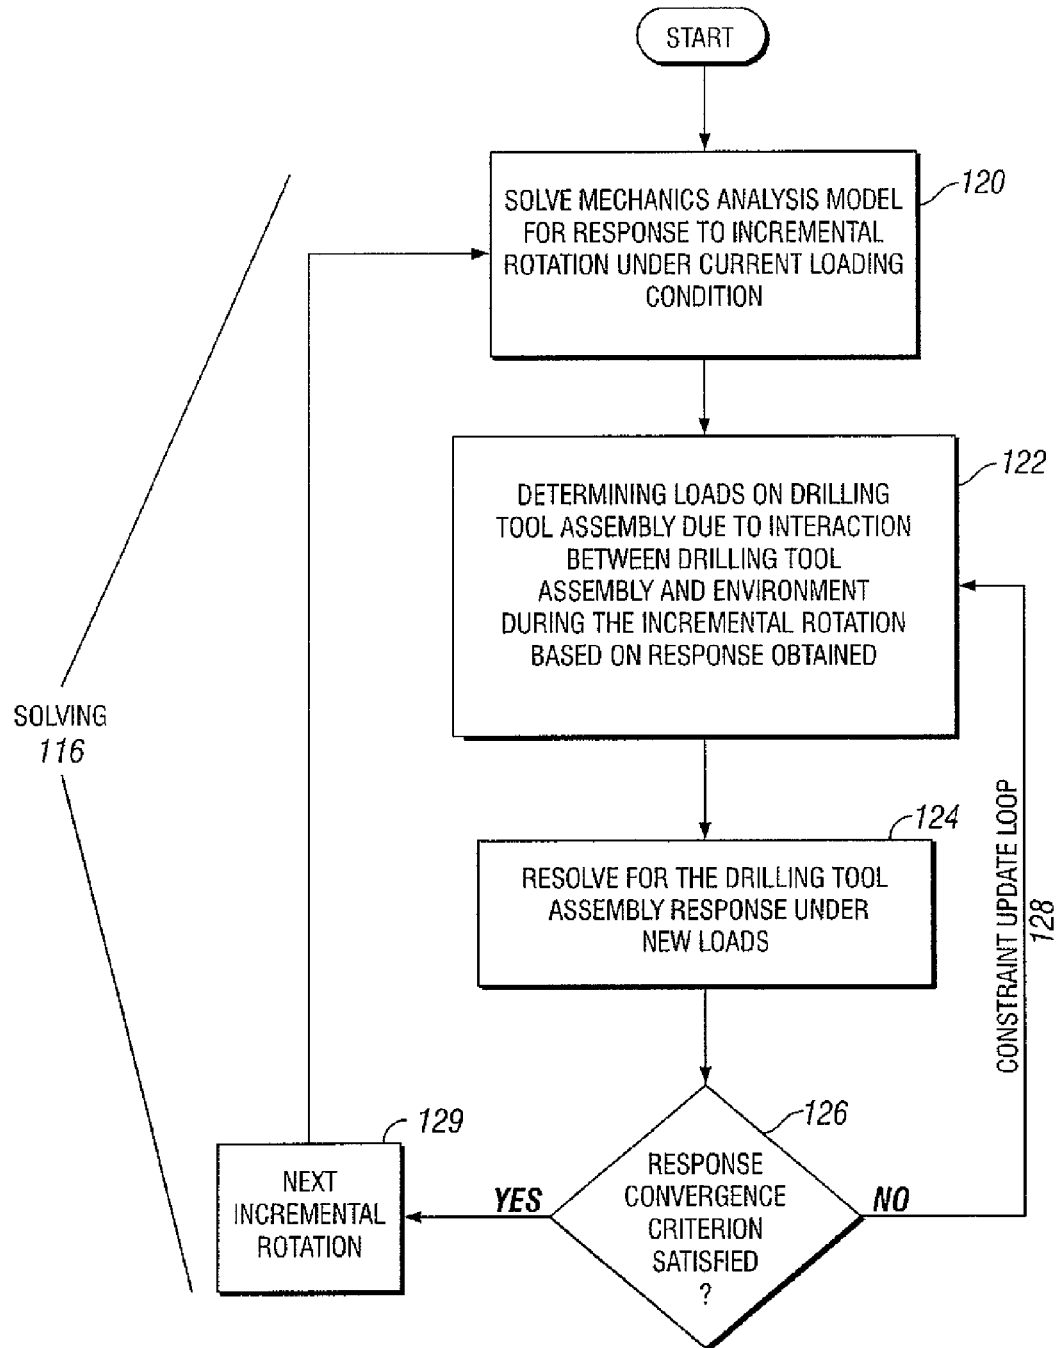 START
SOLVE MECHANICS ANALYSIS MODEL
FOR RESPONSE TO INCREMENTAL
ROTATION UNDER CURRENT LOADING
CONDITION
120
DETERMINING LOADS ON DRILLING
TOOL ASSEMBLY DUE TO INTERACTION
BETWEEN DRILLING TOOL
ASSEMBLY AND ENVIRONMENT
DURING THE INCREMENTAL ROTATION
BASED ON RESPONSE OBTAINED
122
SOLVING
116
RESOLVE FOR THE DRILLING TOOL
ASSEMBLY RESPONSE UNDER
NEW LOADS
124
CONSTRAINT UPDATE LOOP
128
RESPONSE
CONVERGENCE
CRITERION
SATISFIED
?
126
YES
NO
NEXT
INCREMENTAL
ROTATION
129